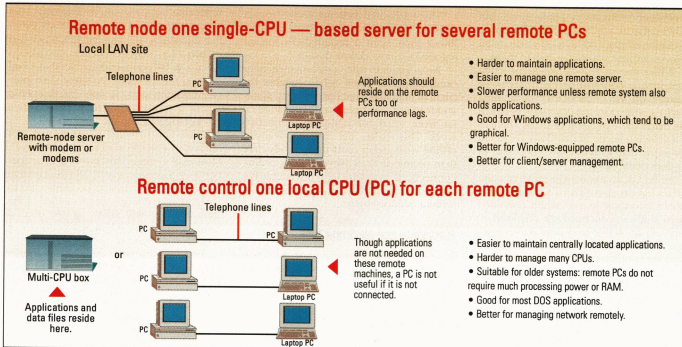 Remote node one single-CPU — based server for several remote PCs
Local LAN site
Telephone lines
PC
Laptop PC
PC
Laptop PC
Remote-node server
with modem or
modems
Applications should
reside on the remote
PCs too or
performance lags.
• Harder to maintain applications.
• Easier to manage one remote server.
• Slower performance unless remote system also
holds applications.
• Good for Windows applications, which tend to be
graphical.
• Better for Windows-equipped remote PCs.
• Better for client/server management.
Remote control one local CPU (PC) for each remote PC
Telephone lines
Multi-CPU box
Applications and
data files reside
here.
or
PC
PC
PC
Laptop PC
PC
Laptop PC
Though applications
are not needed on
these remote
machines, a PC is not
useful if it is not
connected.
• Easier to maintain centrally located applications.
• Harder to manage many CPUs.
• Suitable for older systems: remote PCs do not
require much processing power or RAM.
• Good for most DOS applications.
• Better for managing network remotely.